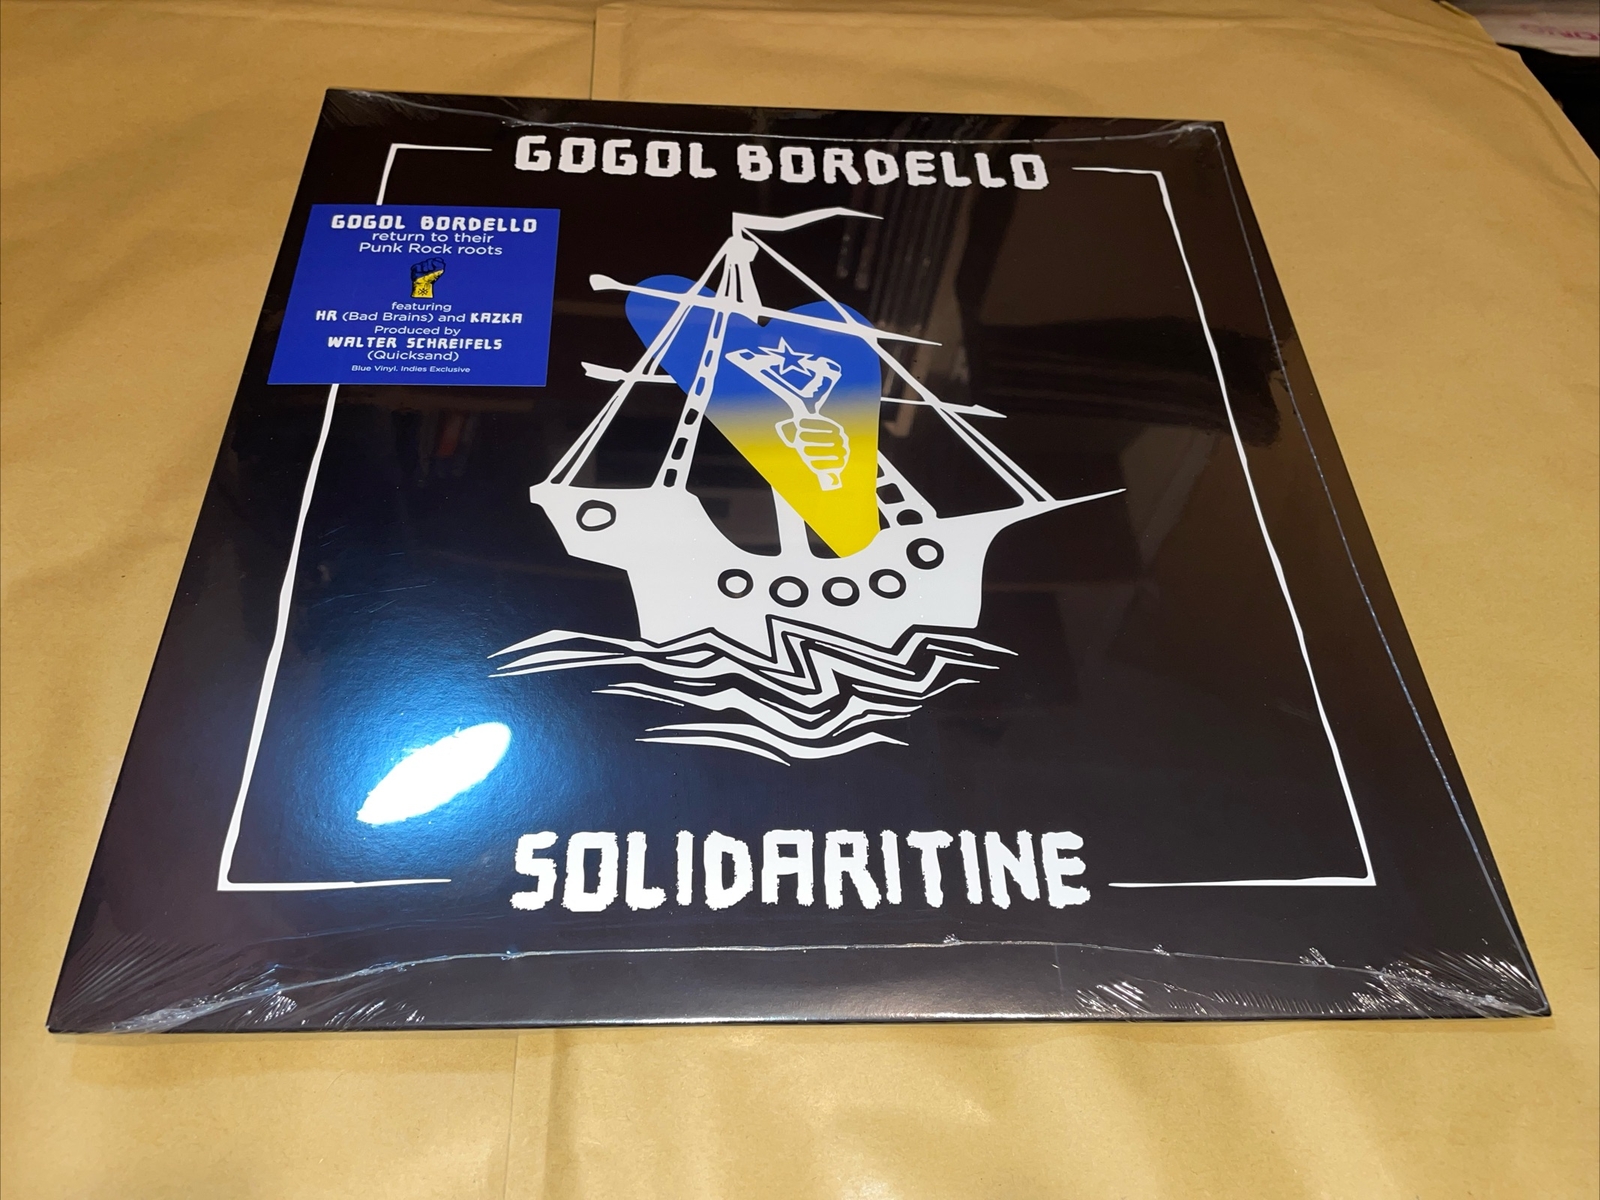 GOGOL BORDELLO
GOGOL BORDELLO
return to their
Punk Rock roots
featuring
HR (Bad Brains) and KAZKA
Produced by
WALTER SCHREIFELS
(Quicksand)
Blue Vinyl. Indies Exclusive
SOLIDARITINE